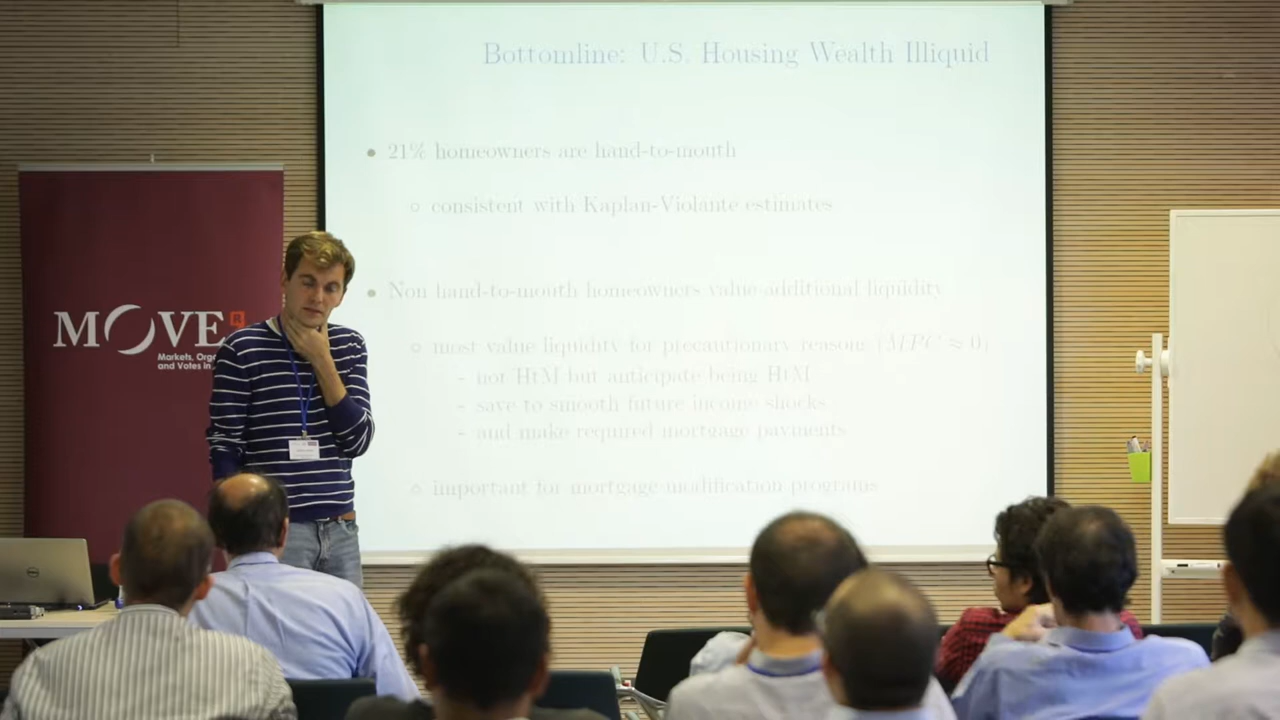 Bottomline: U.S. Housing Wealth Illiquid
• 21% homeowners are hand-to-mouth
○ consistent with Kaplan-Violante estimates
• Non hand-to-mouth homeowners value additional liquidity
○ most value liquidity for precautionary reasons (MPC ≈ 0)
- not HtM but anticipate being HtM
- save to smooth future income shocks
- and make required mortgage payments
○ important for mortgage modification programs
MOVE
Markets,
and Votes in
DELL